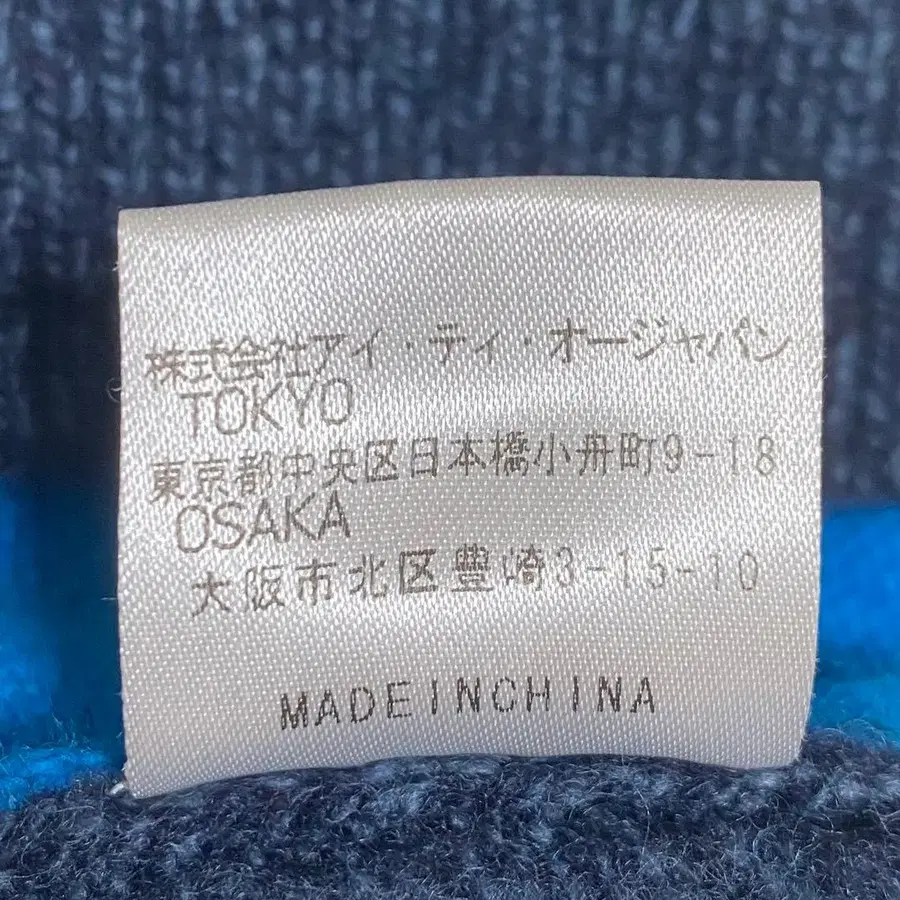 株式会社アイ・ティ・オージャパン
TOKYO
東京都中央区日本橋小舟町9-18
OSAKA
大阪市北区豊崎3-15-10
MADEINCHINA